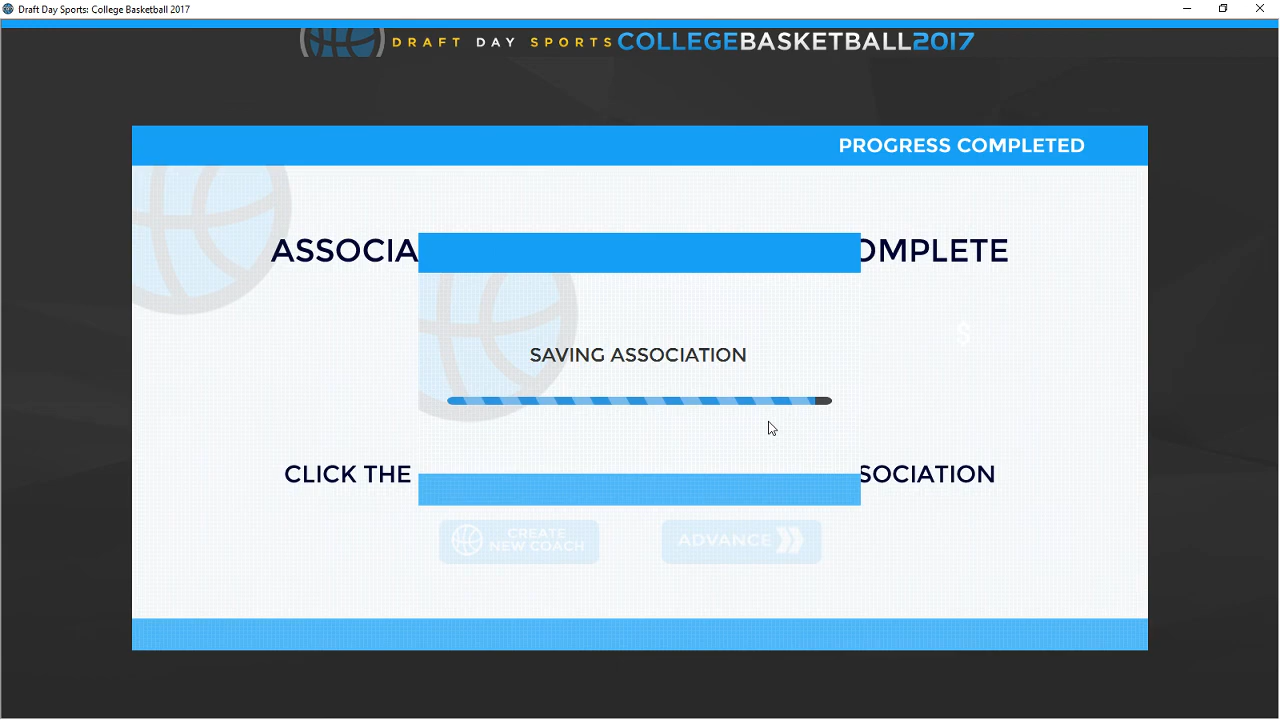 Draft Day Sports: College Basketball 2017
DRAFT DAY SPORTS COLLEGEBASKETBALL2017
PROGRESS COMPLETED
ASSOCIA OMPLETE
$
SAVING ASSOCIATION
CLICK THE SOCIATION
CREATE
NEW COACH
ADVANCE